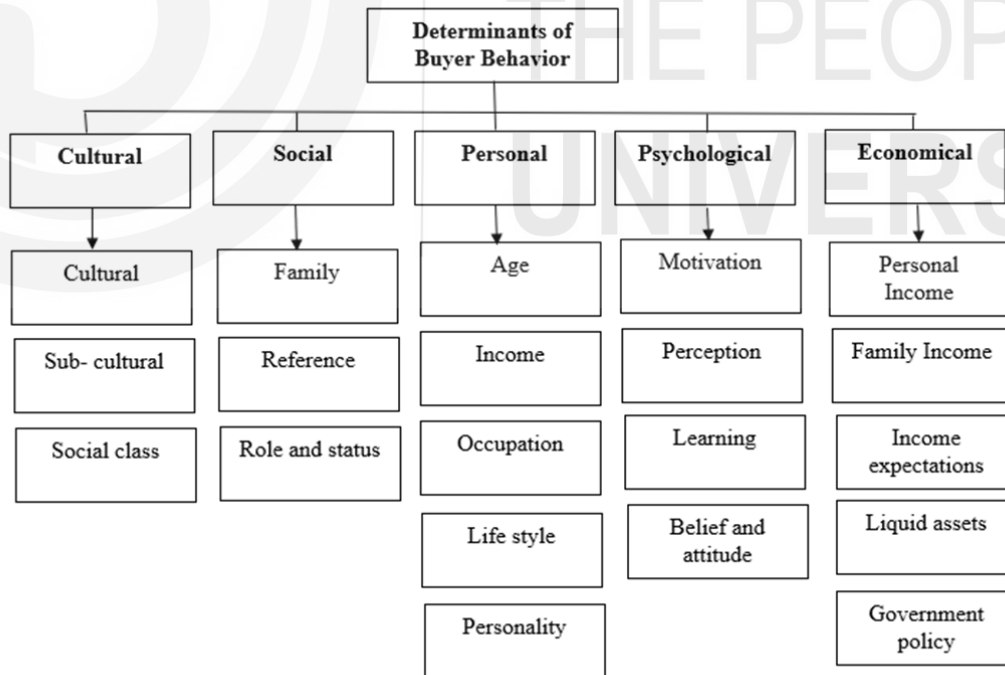 THE PEOP
UNIVERS
Determinants of
Buyer Behavior
Cultural
Social
Personal
Psychological
Economical
Cultural
Sub- cultural
Social class
Family
Reference
Role and status
Age
Income
Occupation
Life style
Personality
Motivation
Perception
Learning
Belief and
attitude
Personal
Income
Family Income
Income
expectations
Liquid assets
Government
policy